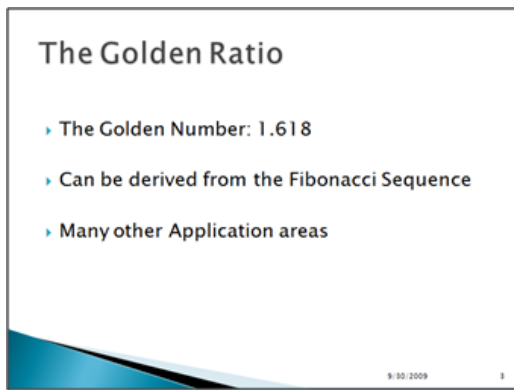 The Golden Ratio
The Golden Number: 1.618
Can be derived from the Fibonacci Sequence
Many other Application areas
9/30/2009 3